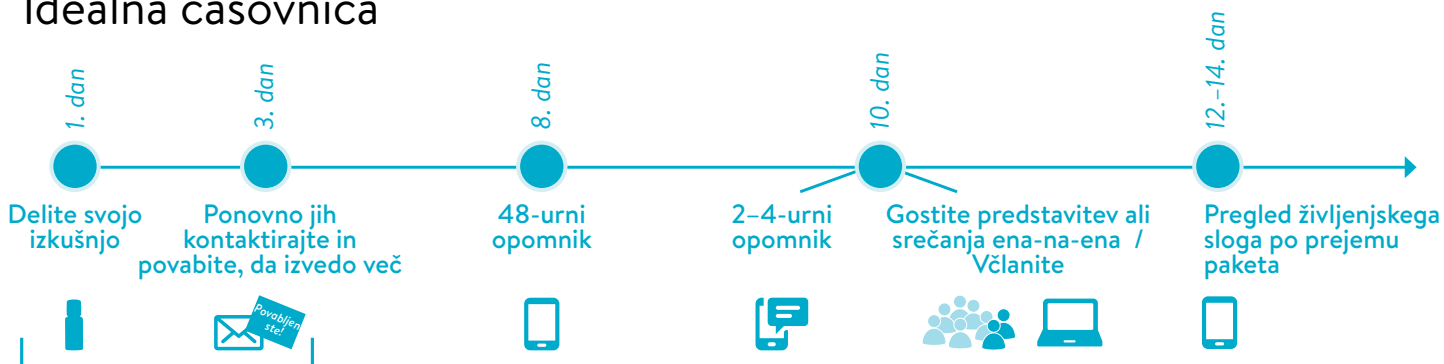 Idealna časovnica
1. dan
3. dan
8. dan
10. dan
12.–14. dan
Delite svojo
izkušnjo
Ponovno jih
kontaktirajte in
povabite, da izvedo več
48-urni
opomnik
2–4-urni
opomnik
Gostite predstavitev ali
srečanja ena-na-ena /
Včlanite
Pregled življenjskega
sloga po prejemu
paketa
Povabljen
ste!